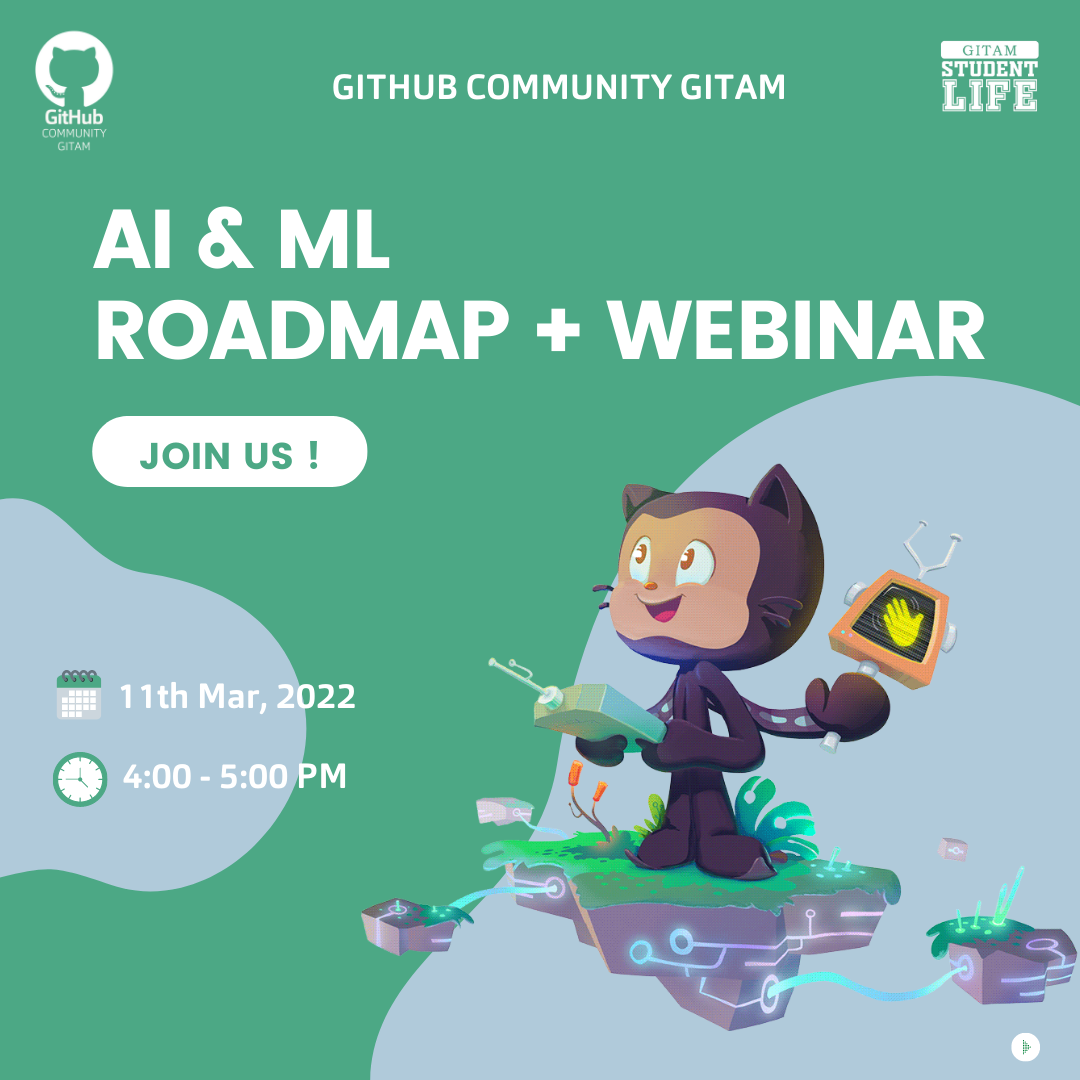 GitHub
COMMUNITY
GITAM
GITHUB COMMUNITY GITAM
GITAM
STUDENT
LIFE
AI & ML
ROADMAP + WEBINAR
JOIN US !
11th Mar, 2022
4:00 - 5:00 PM